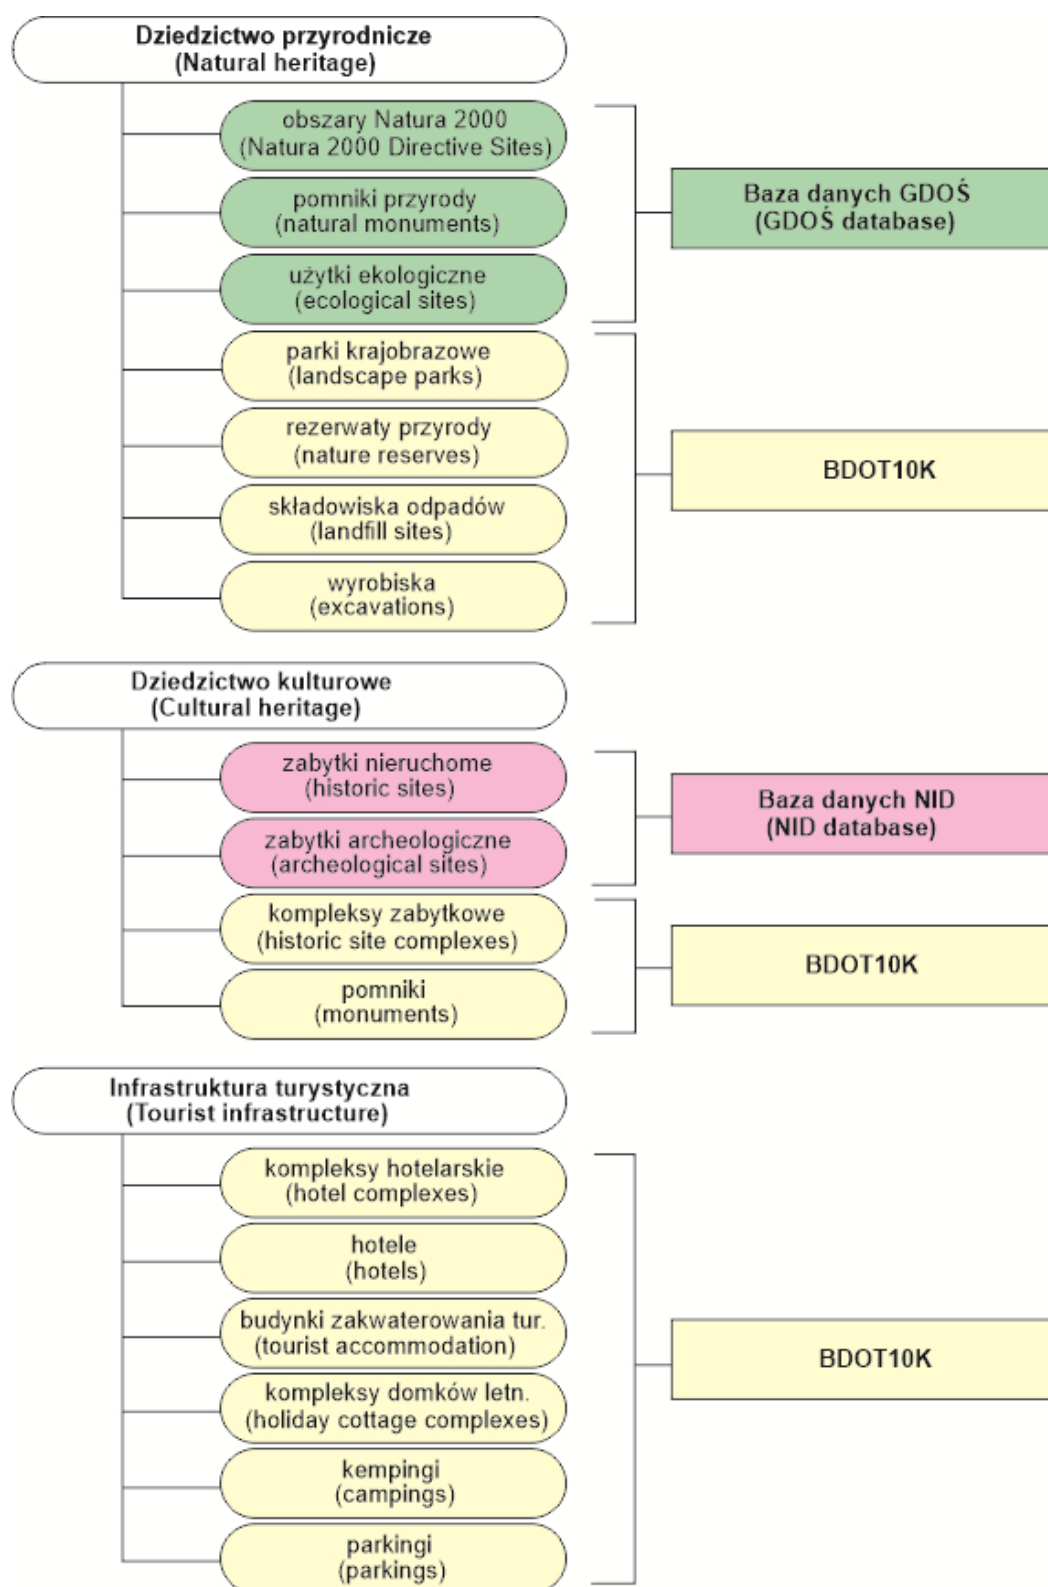 Dziedzictwo przyrodnicze
(Natural heritage)
obszary Natura 2000
(Natura 2000 Directive Sites)
pomniki przyrody
(natural monuments)
użytki ekologiczne
(ecological sites)
Baza danych GDOŚ
(GDOŚ database)
parki krajobrazowe
(landscape parks)
rezerwaty przyrody
(nature reserves)
składowiska odpadów
(landfill sites)
wyrobiska
(excavations)
BDOT10K
Dziedzictwo kulturowe
(Cultural heritage)
zabytki nieruchome
(historic sites)
zabytki archeologiczne
(archeological sites)
Baza danych NID
(NID database)
kompleksy zabytkowe
(historic site complexes)
pomniki
(monuments)
BDOT10K
Infrastruktura turystyczna
(Tourist infrastructure)
kompleksy hotelarskie
(hotel complexes)
hotele
(hotels)
budynki zakwaterowania tur.
(tourist accommodation)
kompleksy domków letn.
(holiday cottage complexes)
kempingi
(campings)
parkingi
(parkings)
BDOT10K